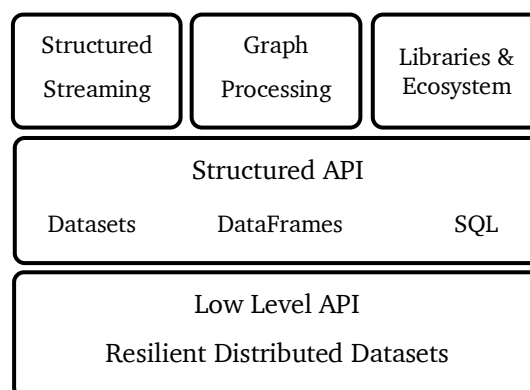 Structured
Streaming
Graph
Processing
Libraries &
Ecosystem
Structured API
Datasets DataFrames SQL
Low Level API
Resilient Distributed Datasets